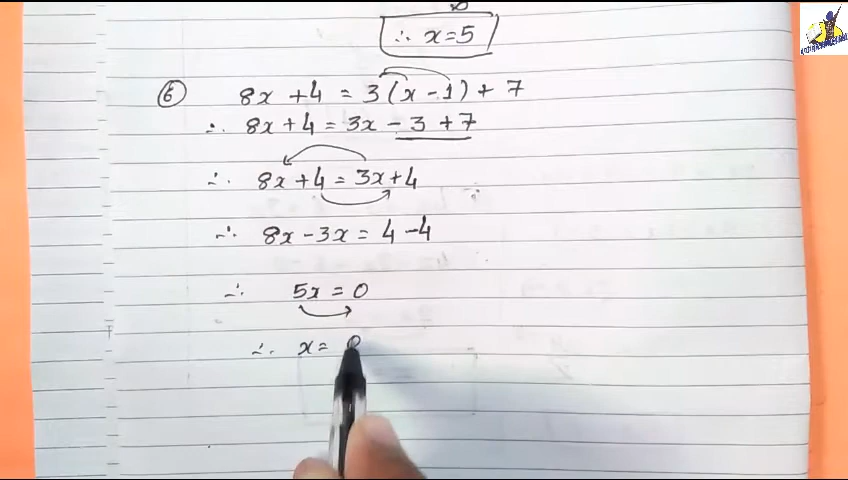 ∴ x=5
⑥ 8x +4 = 3(x -1) + 7
∴ 8x+4 = 3x - 3 +7
∴ 8x +4 = 3x+4
∴ 8x -3x = 4 -4
∴ 5x = 0
∴ x = 0